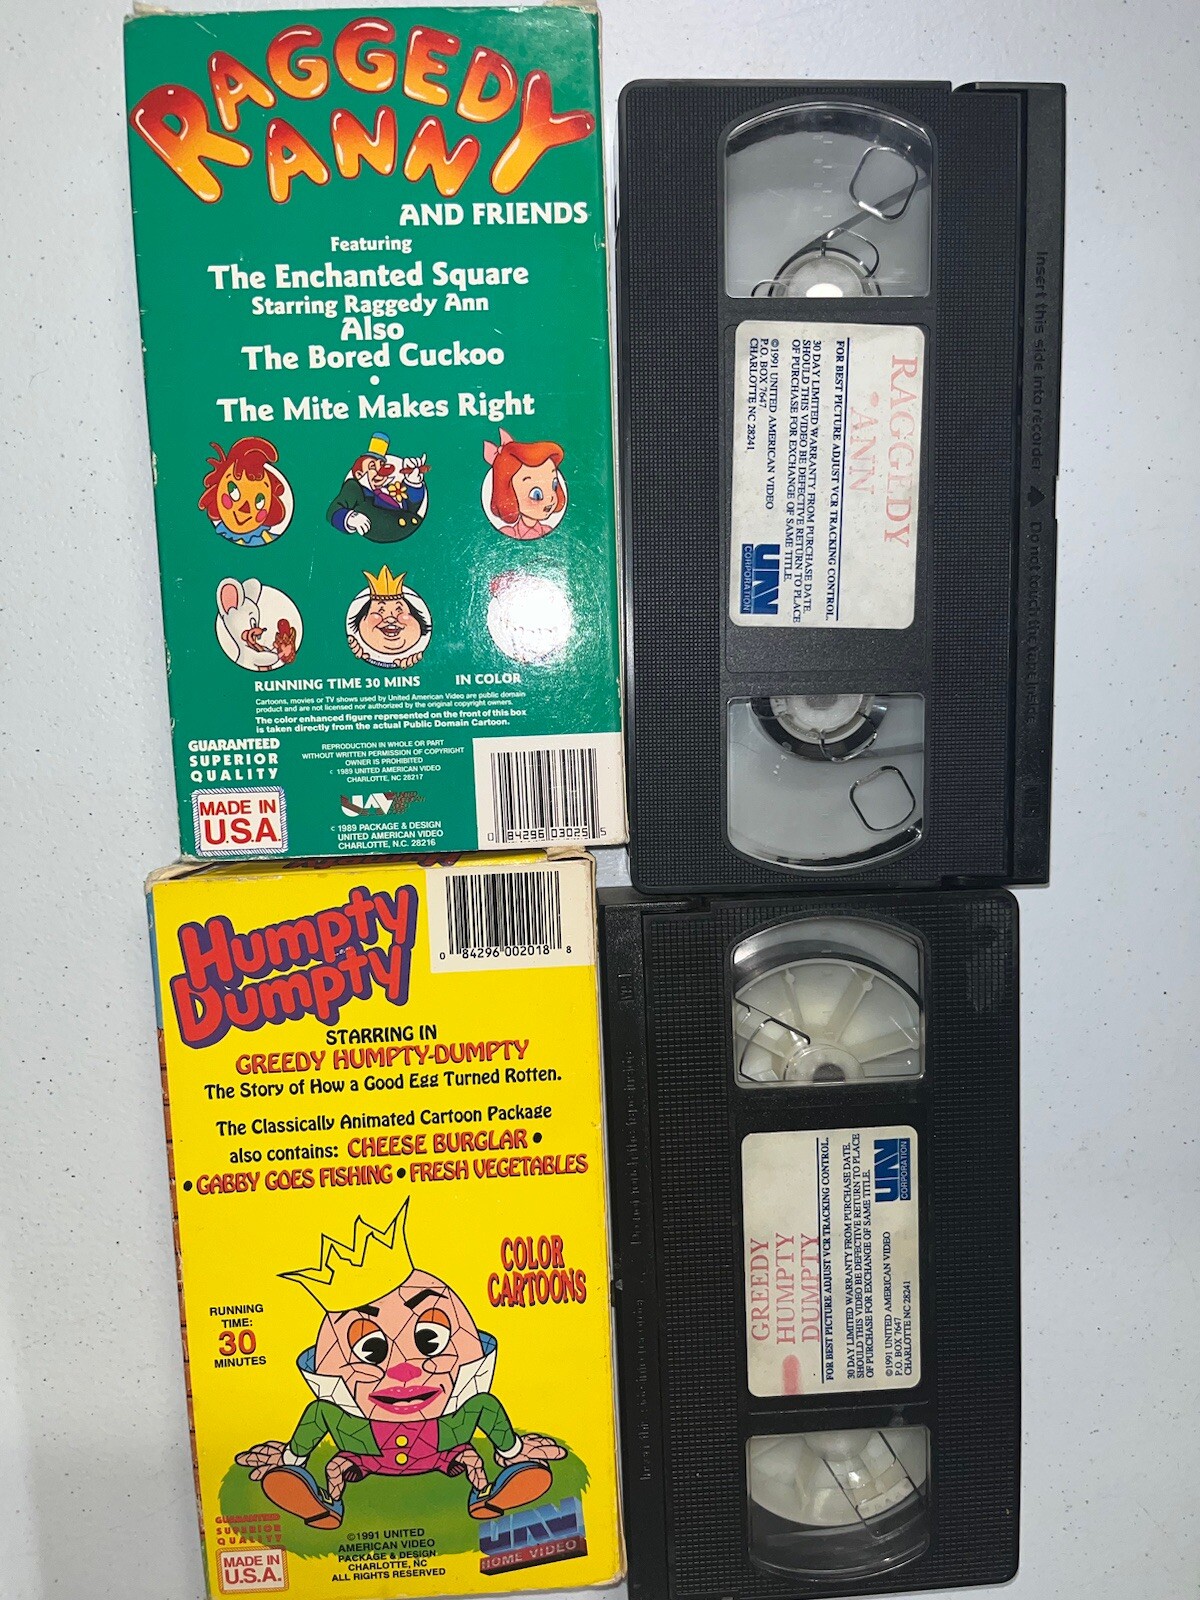 RAGGEDY
ANN
AND FRIENDS
Featuring
The Enchanted Square
Starring Raggedy Ann
Also
The Bored Cuckoo
•
The Mite Makes Right
RUNNING TIME 30 MINS IN COLOR
Cartoons, movies or TV shows used by United American Video are public domain
product and are not licensed nor authorized by the original copyright owners.
The color enhanced figure represented on the front of this box
is taken directly from the actual Public Domain Cartoon.
GUARANTEED
SUPERIOR
QUALITY
MADE IN
U.S.A.
REPRODUCTION IN WHOLE OR PART
WITHOUT WRITTEN PERMISSION OF COPYRIGHT
OWNER IS PROHIBITED
c 1989 UNITED AMERICAN VIDEO
CHARLOTTE, NC 28217
UAV
c 1989 PACKAGE & DESIGN
UNITED AMERICAN VIDEO
CHARLOTTE, N.C. 28216
0 84296 03025 5
RAGGEDY
ANN
FOR BEST PICTURE ADJUST VCR TRACKING CONTROL.
30 DAY LIMITED WARRANTY FROM PURCHASE DATE.
SHOULD THIS VIDEO BE DEFECTIVE RETURN TO PLACE
OF PURCHASE FOR EXCHANGE OF SAME TITLE.
©1991 UNITED AMERICAN VIDEO
P.O. BOX 7647
CHARLOTTE NC 28241
UAV
CORPORATION
Insert this side into recorder
Do not touch the tape inside
Humpty
Dumpty
0 84296 002018 8
STARRING IN
GREEDY HUMPTY-DUMPTY
The Story of How a Good Egg Turned Rotten.
The Classically Animated Cartoon Package
also contains: CHEESE BURGLAR •
• GABBY GOES FISHING • FRESH VEGETABLES
COLOR
CARTOONS
RUNNING
TIME:
30
MINUTES
GUARANTEED
SUPERIOR
QUALITY
MADE IN
U.S.A.
©1991 UNITED
AMERICAN VIDEO
PACKAGE & DESIGN
CHARLOTTE, NC
ALL RIGHTS RESERVED
UAV
HOME VIDEO
GREEDY
HUMPTY
DUMPTY
FOR BEST PICTURE ADJUST VCR TRACKING CONTROL.
30 DAY LIMITED WARRANTY FROM PURCHASE DATE.
SHOULD THIS VIDEO BE DEFECTIVE RETURN TO PLACE
OF PURCHASE FOR EXCHANGE OF SAME TITLE.
©1991 UNITED AMERICAN VIDEO
P.O. BOX 7647
CHARLOTTE NC 28241
UAV
CORPORATION